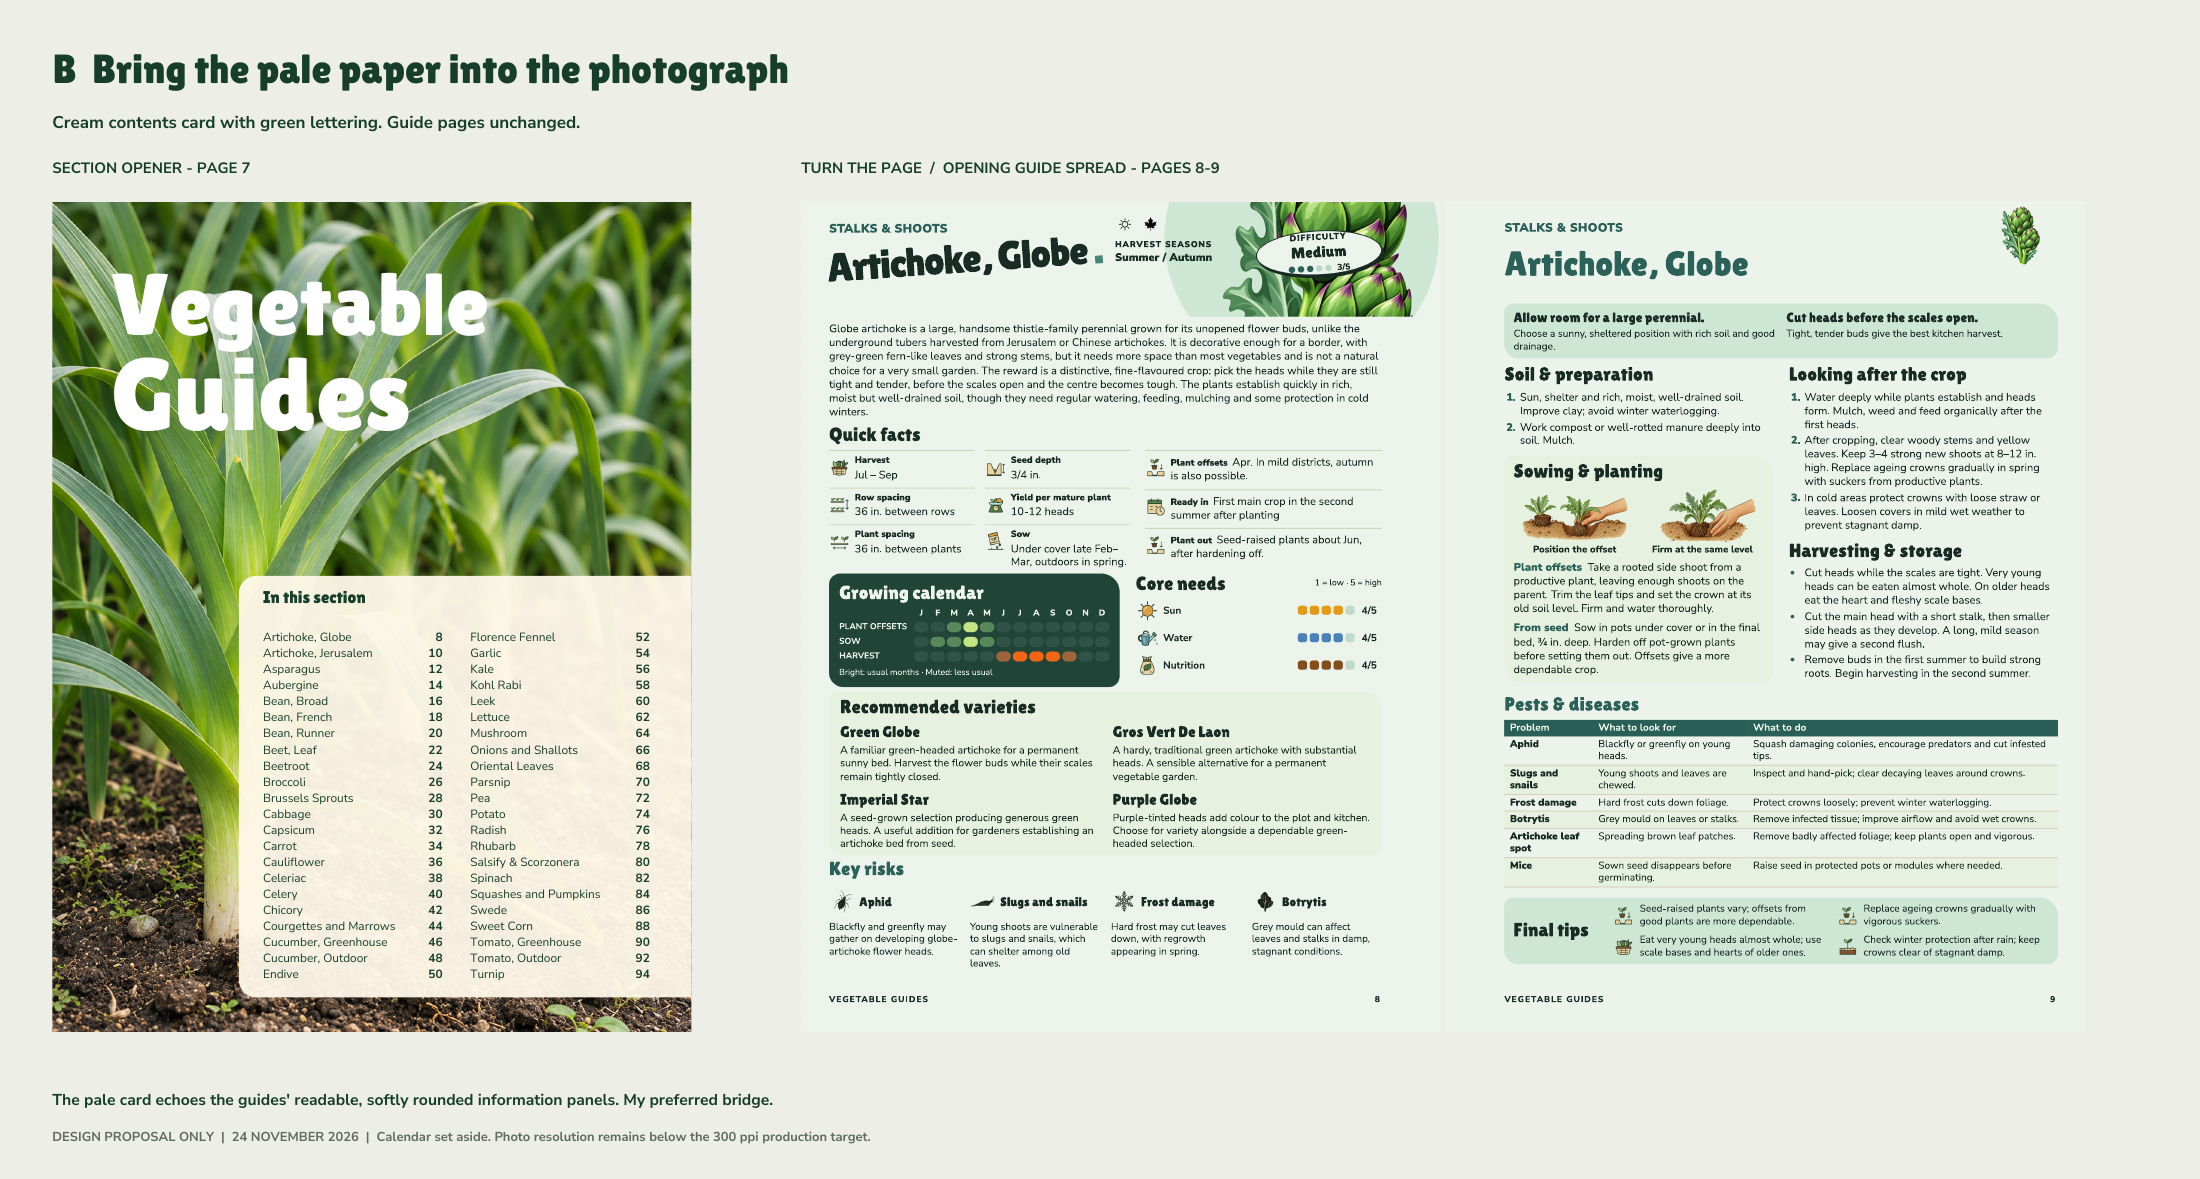 B Bring the pale paper into the photograph
Cream contents card with green lettering. Guide pages unchanged.
SECTION OPENER - PAGE 7
Vegetable
Guides
In this section
Artichoke, Globe 8
Artichoke, Jerusalem 10
Asparagus 12
Aubergine 14
Bean, Broad 16
Bean, French 18
Bean, Runner 20
Beet, Leaf 22
Beetroot 24
Broccoli 26
Brussels Sprouts 28
Cabbage 30
Capsicum 32
Carrot 34
Cauliflower 36
Celeriac 38
Celery 40
Chicory 42
Courgettes and Marrows 44
Cucumber, Greenhouse 46
Cucumber, Outdoor 48
Endive 50
Florence Fennel 52
Garlic 54
Kale 56
Kohl Rabi 58
Leek 60
Lettuce 62
Mushroom 64
Onions and Shallots 66
Oriental Leaves 68
Parsnip 70
Pea 72
Potato 74
Radish 76
Rhubarb 78
Salsify & Scorzonera 80
Spinach 82
Squashes and Pumpkins 84
Swede 86
Sweet Corn 88
Tomato, Greenhouse 90
Tomato, Outdoor 92
Turnip 94
TURN THE PAGE / OPENING GUIDE SPREAD - PAGES 8-9
STALKS & SHOOTS
Artichoke, Globe
HARVEST SEASONS
Summer / Autumn
DIFFICULTY
Medium
3/5
Globe artichoke is a large, handsome thistle-family perennial grown for its unopened flower buds, unlike the
underground tubers harvested from Jerusalem or Chinese artichokes. It is decorative enough for a border, with
grey-green fern-like leaves and strong stems, but it needs more space than most vegetables and is not a natural
choice for a very small garden. The reward is a distinctive, fine-flavoured crop: pick the heads while they are still
tight and tender, before the scales open and the centre becomes tough. The plants establish quickly in rich,
moist but well-drained soil, though they need regular watering, feeding, mulching and some protection in cold
winters.
Quick facts
Harvest
Jul – Sep
Row spacing
36 in. between rows
Plant spacing
36 in. between plants
Seed depth
3/4 in.
Yield per mature plant
10-12 heads
Sow
Under cover late Feb–
Mar, outdoors in spring.
Plant offsets Apr. In mild districts, autumn
is also possible.
Ready in First main crop in the second
summer after planting
Plant out Seed-raised plants about Jun,
after hardening off.
Growing calendar
J F M A M J J A S O N D
PLANT OFFSETS
SOW
HARVEST
Bright: usual months · Muted: less usual
Core needs 1 = low · 5 = high
Sun 4/5
Water 4/5
Nutrition 4/5
Recommended varieties
Green Globe
A familiar green-headed artichoke for a permanent
sunny bed. Harvest the flower buds while their scales
remain tightly closed.
Gros Vert De Laon
A hardy, traditional green artichoke with substantial
heads. A sensible alternative for a permanent
vegetable garden.
Imperial Star
A seed-grown selection producing generous green
heads. A useful addition for gardeners establishing an
artichoke bed from seed.
Purple Globe
Purple-tinted heads add colour to the plot and kitchen.
Choose for variety alongside a dependable green-
headed selection.
Key risks
Aphid
Blackfly and greenfly may
gather on developing globe-
artichoke flower heads.
Slugs and snails
Young shoots are vulnerable
to slugs and snails, which
can shelter among old
leaves.
Frost damage
Hard frost may cut leaves
down, with regrowth
appearing in spring.
Botrytis
Grey mould can affect
leaves and stalks in damp,
stagnant conditions.
VEGETABLE GUIDES 8
STALKS & SHOOTS
Artichoke, Globe
Allow room for a large perennial.
Choose a sunny, sheltered position with rich soil and good
drainage.
Cut heads before the scales open.
Tight, tender buds give the best kitchen harvest.
Soil & preparation
1. Sun, shelter and rich, moist, well-drained soil.
Improve clay; avoid winter waterlogging.
2. Work compost or well-rotted manure deeply into
soil. Mulch.
Sowing & planting
Position the offset
Firm at the same level
Plant offsets Take a rooted side shoot from a
productive plant, leaving enough shoots on the
parent. Trim the leaf tips and set the crown at its
old soil level. Firm and water thoroughly.
From seed Sow in pots under cover or in the final
bed, ¾ in. deep. Harden off pot-grown plants
before setting them out. Offsets give a more
dependable crop.
Looking after the crop
1. Water deeply while plants establish and heads
form. Mulch, weed and feed organically after the
first heads.
2. After cropping, clear woody stems and yellow
leaves. Keep 3–4 strong new shoots at 8–12 in.
high. Replace ageing crowns gradually in spring
with suckers from productive plants.
3. In cold areas protect crowns with loose straw or
leaves. Loosen covers in mild wet weather to
prevent stagnant damp.
Harvesting & storage
• Cut heads while the scales are tight. Very young
heads can be eaten almost whole. On older heads
eat the heart and fleshy scale bases.
• Cut the main head with a short stalk, then smaller
side heads as they develop. A long, mild season
may give a second flush.
• Remove buds in the first summer to build strong
roots. Begin harvesting in the second summer.
Pests & diseases
Problem What to look for What to do
Aphid Blackfly or greenfly on young Squash damaging colonies, encourage predators and cut infested
heads. tips.
Slugs and Young shoots and leaves are Inspect and hand-pick; clear decaying leaves around crowns.
snails chewed.
Frost damage Hard frost cuts down foliage. Protect crowns loosely; prevent winter waterlogging.
Botrytis Grey mould on leaves or stalks. Remove infected tissue; improve airflow and avoid wet crowns.
Artichoke leaf Spreading brown leaf patches. Remove badly affected foliage; keep plants open and vigorous.
spot
Mice Sown seed disappears before Raise seed in protected pots or modules where needed.
germinating.
Final tips
Seed-raised plants vary; offsets from
good plants are more dependable.
Eat very young heads almost whole; use
scale bases and hearts of older ones.
Replace ageing crowns gradually with
vigorous suckers.
Check winter protection after rain; keep
crowns clear of stagnant damp.
VEGETABLE GUIDES 9
The pale card echoes the guides' readable, softly rounded information panels. My preferred bridge.
DESIGN PROPOSAL ONLY | 24 NOVEMBER 2026 | Calendar set aside. Photo resolution remains below the 300 ppi production target.